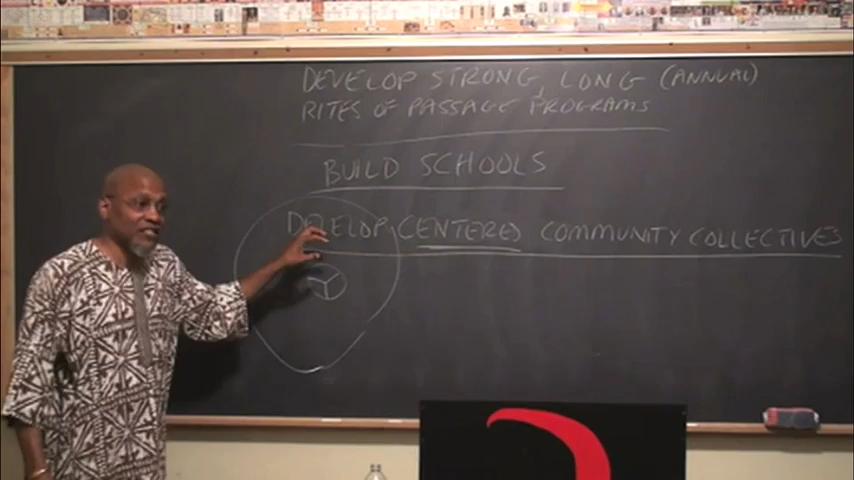 DEVELOP STRONG, LONG (ANNUAL)
RITES OF PASSAGE PROGRAMS
BUILD SCHOOLS
DEVELOP CENTERED COMMUNITY COLLECTIVES